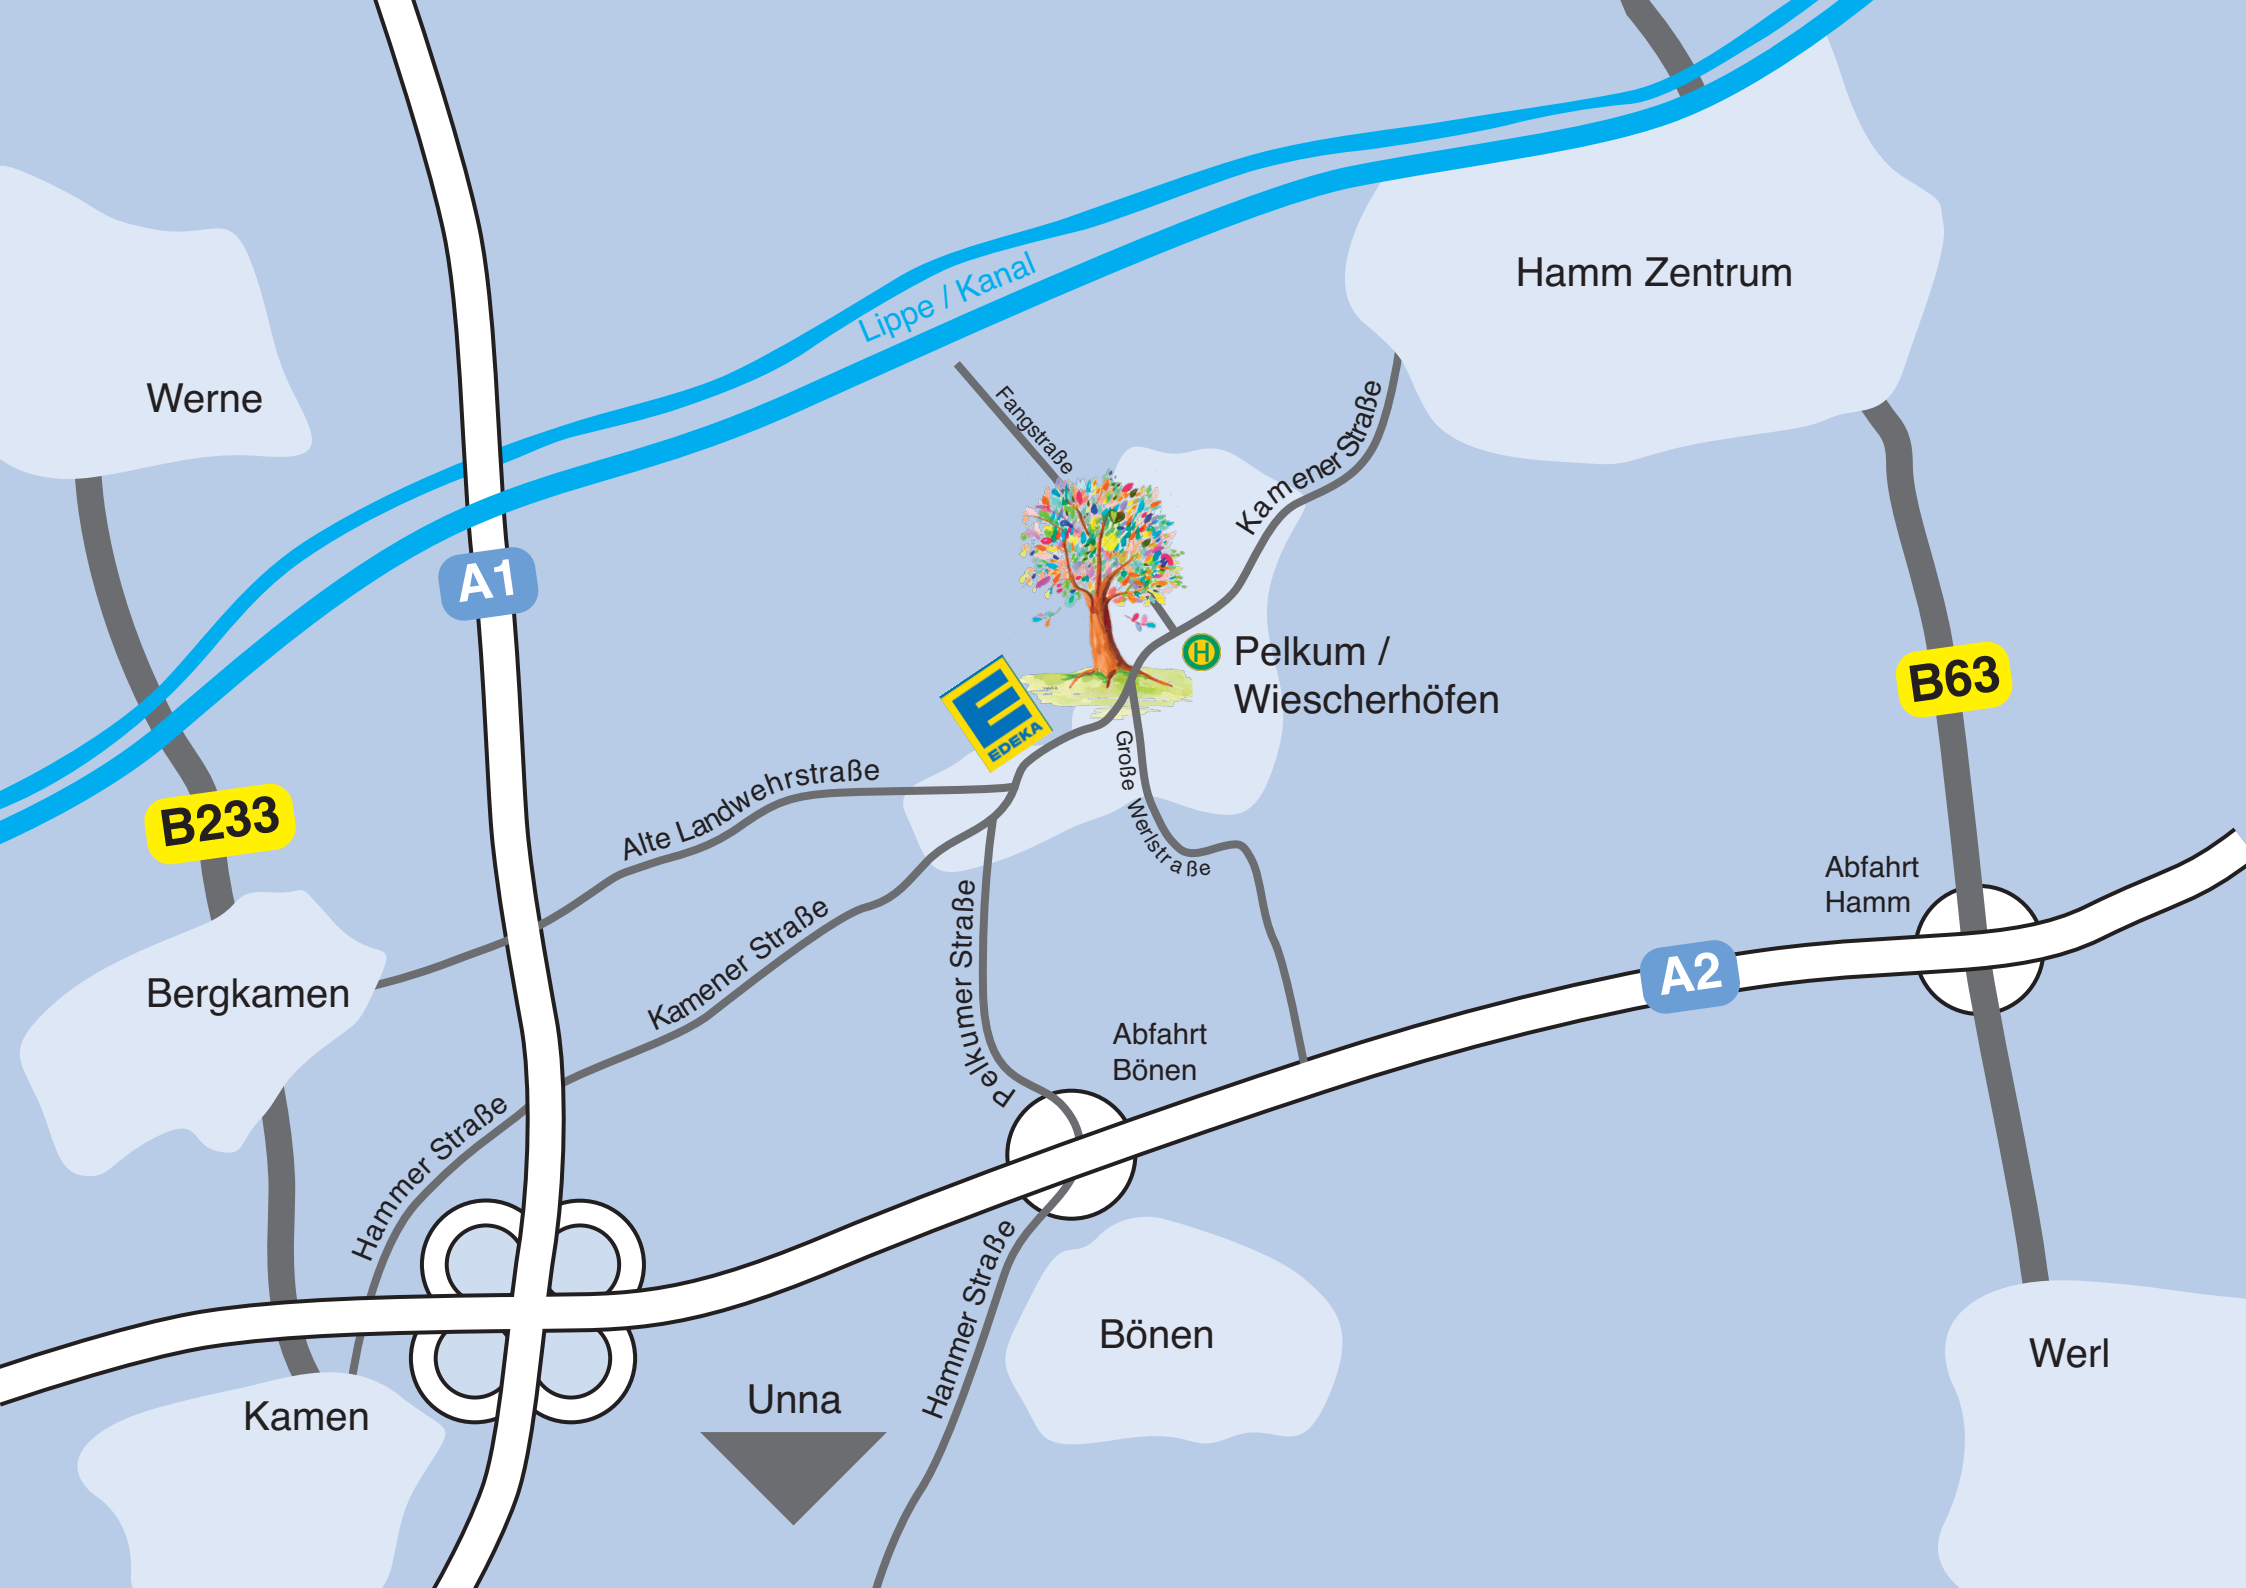 Hamm Zentrum
Lippe / Kanal
Werne
Fangstraße
Kamener Straße
A1
H
Pelkum /
Wiescherhöfen
B63
EDEKA
Große Werlstraße
Alte Landwehrstraße
B233
Abfahrt
Hamm
Kamener Straße
Pelkumer Straße
A2
Bergkamen
Abfahrt
Bönen
Hammer Straße
Hammer Straße
Bönen
Werl
Unna
Kamen